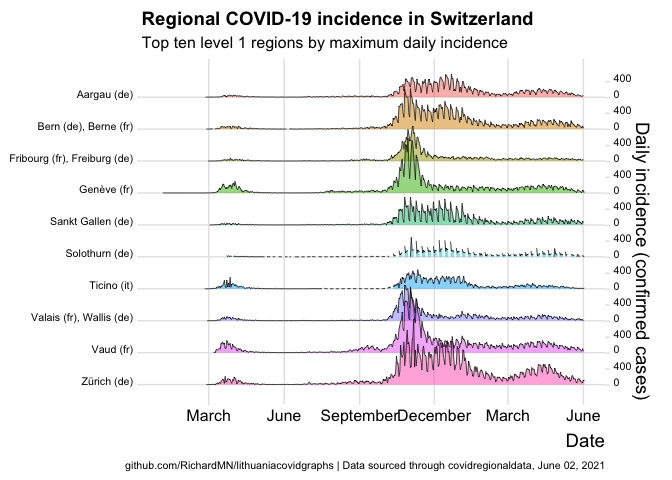 Regional COVID-19 incidence in Switzerland
Top ten level 1 regions by maximum daily incidence
Aargau (de)
400
0
Bern (de), Berne (fr)
400
0
Fribourg (fr), Freiburg (de)
400
0
Genève (fr)
400
0
Sankt Gallen (de)
400
0
Solothurn (de)
400
0
Ticino (it)
400
0
Valais (fr), Wallis (de)
400
0
Vaud (fr)
400
0
Zürich (de)
400
0
Daily incidence (confirmed cases)
March June September December March June
Date
github.com/RichardMN/lithuaniacovidgraphs | Data sourced through covidregionaldata, June 02, 2021